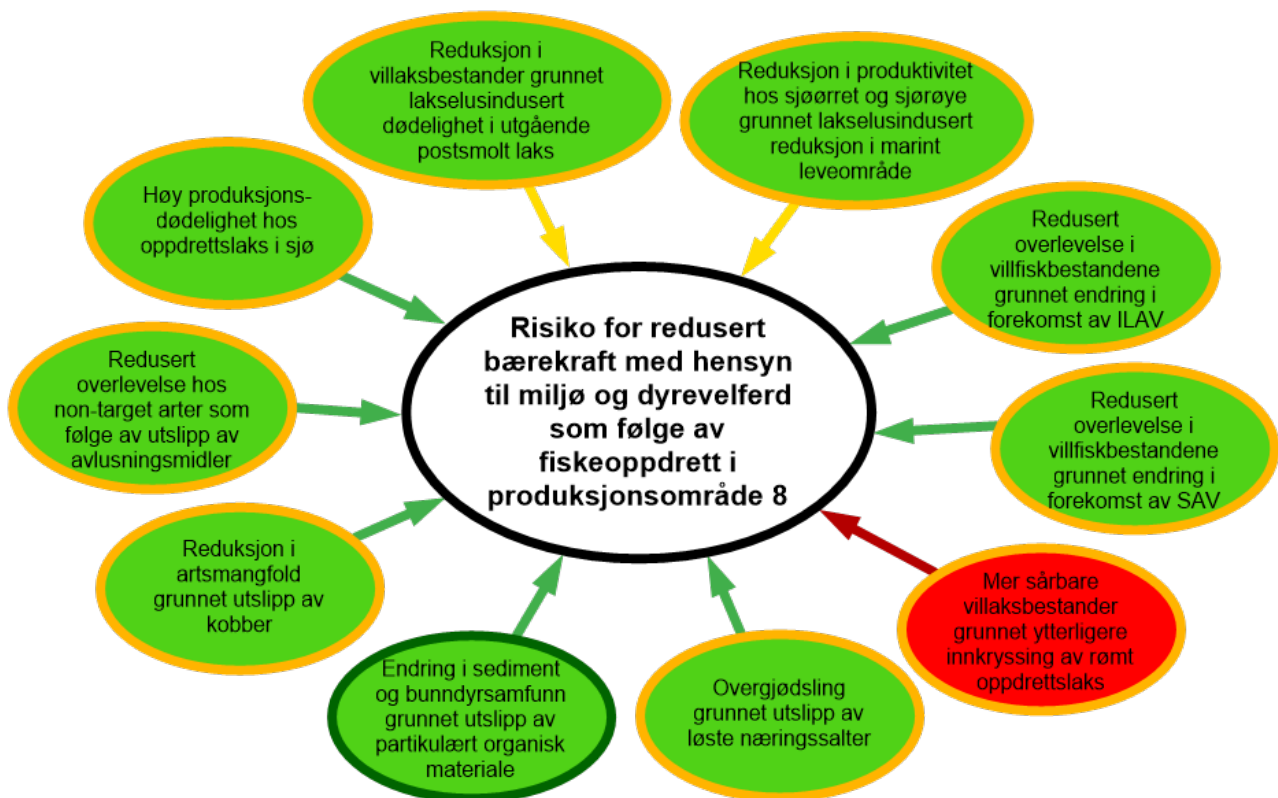 Reduksjon i
villaksbestander grunnet
lakselusindusert
dødelighet i utgående
postsmolt laks
Reduksjon i produktivitet
hos sjøørret og sjørøye
grunnet lakselusindusert
reduksjon i marint
leveområde
Høy produksjons-
dødelighet hos
oppdrettslaks i sjø
Redusert
overlevelse i
villfiskbestandene
grunnet endring i
forekomst av ILAV
Risiko for redusert
bærekraft med hensyn
til miljø og dyrevelferd
som følge av
fiskeoppdrett i
produksjonsområde 8
Redusert
overlevelse hos
non-target arter som
følge av utslipp av
avlusningsmidler
Redusert
overlevelse i
villfiskbestandene
grunnet endring i
forekomst av SAV
Reduksjon i
artsmangfold
grunnet utslipp av
kobber
Mer sårbare
villaksbestander
grunnet ytterligere
innkryssing av rømt
oppdrettslaks
Endring i sediment
og bunndyrsamfunn
grunnet utslipp av
partikulært organisk
materiale
Overgjødsling
grunnet utslipp av
løste næringssalter